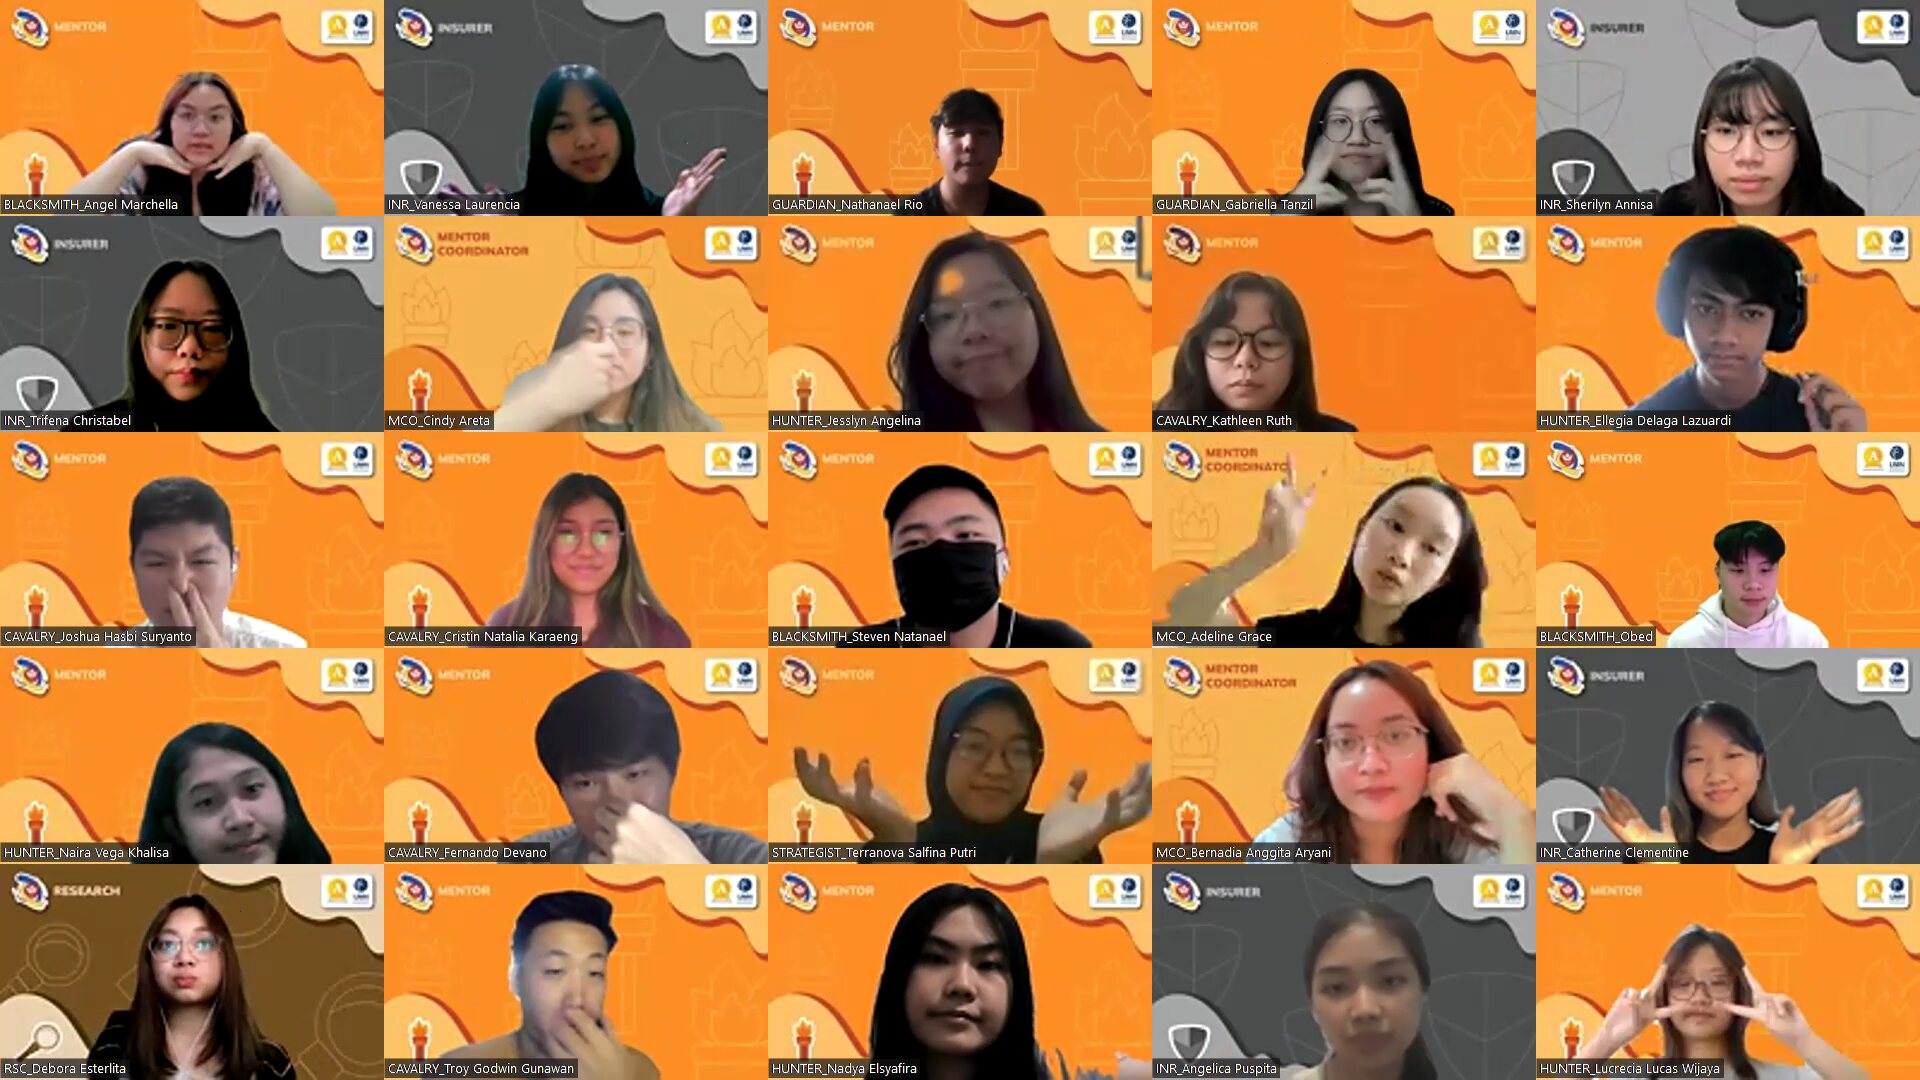 MENTOR
BLACKSMITH_Angel Marchella
INSURER
INR_Vanessa Laurencia
MENTOR
GUARDIAN_Nathanael Rio
MENTOR
GUARDIAN_Gabriella Tanzil
INSURER
INR_Sherilyn Annisa
INSURER
INR_Trifena Christabel
MENTOR
COORDINATOR
MCO_Cindy Areta
MENTOR
HUNTER_Jesslyn Angelina
MENTOR
CAVALRY_Kathleen Ruth
MENTOR
HUNTER_Ellegia Delaga Lazuardi
MENTOR
CAVALRY_Joshua Hasbi Suryanto
MENTOR
CAVALRY_Cristin Natalia Karaeng
MENTOR
BLACKSMITH_Steven Natanael
MENTOR
COORDINATO
MCO_Adeline Grace
MENTOR
BLACKSMITH_Obed
MENTOR
HUNTER_Naira Vega Khalisa
MENTOR
CAVALRY_Fernando Devano
MENTOR
STRATEGIST_Terranova Salfina Putri
MENTOR
COORDINATOR
MCO_Bernadia Anggita Aryani
INSURER
INR_Catherine Clementine
RESEARCH
RSC_Debora Esterlita
MENTOR
CAVALRY_Troy Godwin Gunawan
MENTOR
HUNTER_Nadya Elsyafira
INSURER
INR_Angelica Puspita
MENTOR
HUNTER_Lucrecia Lucas Wijaya